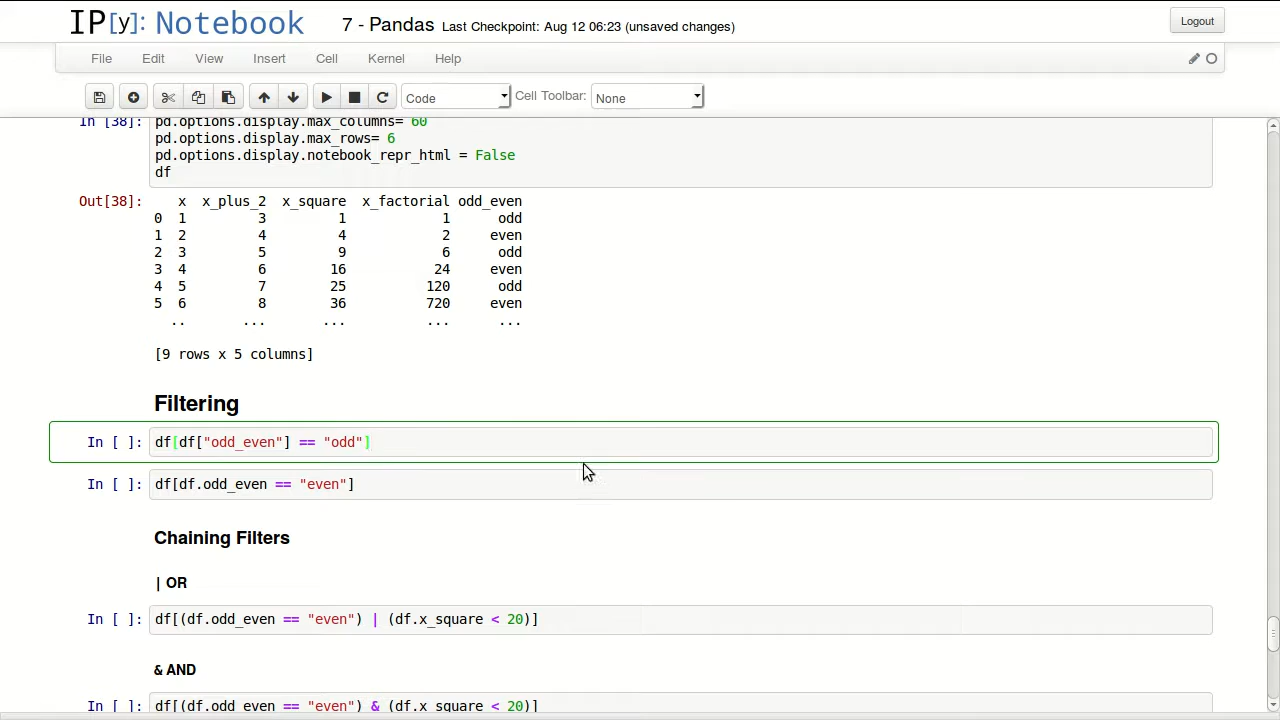 IP[y]: Notebook 7 - Pandas Last Checkpoint: Aug 12 06:23 (unsaved changes) Logout
File Edit View Insert Cell Kernel Help
Code Cell Toolbar: None
In [38]: pd.options.display.max_columns= 60
pd.options.display.max_rows= 6
pd.options.display.notebook_repr_html = False
df
Out[38]: x x_plus_2 x_square x_factorial odd_even
0 1 3 1 1 odd
1 2 4 4 2 even
2 3 5 9 6 odd
3 4 6 16 24 even
4 5 7 25 120 odd
5 6 8 36 720 even
.. ... ... ... ...
[9 rows x 5 columns]
Filtering
In [ ]: df[df["odd_even"] == "odd"]
In [ ]: df[df.odd_even == "even"]
Chaining Filters
| OR
In [ ]: df[(df.odd_even == "even") | (df.x_square < 20)]
& AND
In [ ]: df[(df.odd_even == "even") & (df.x_square < 20)]